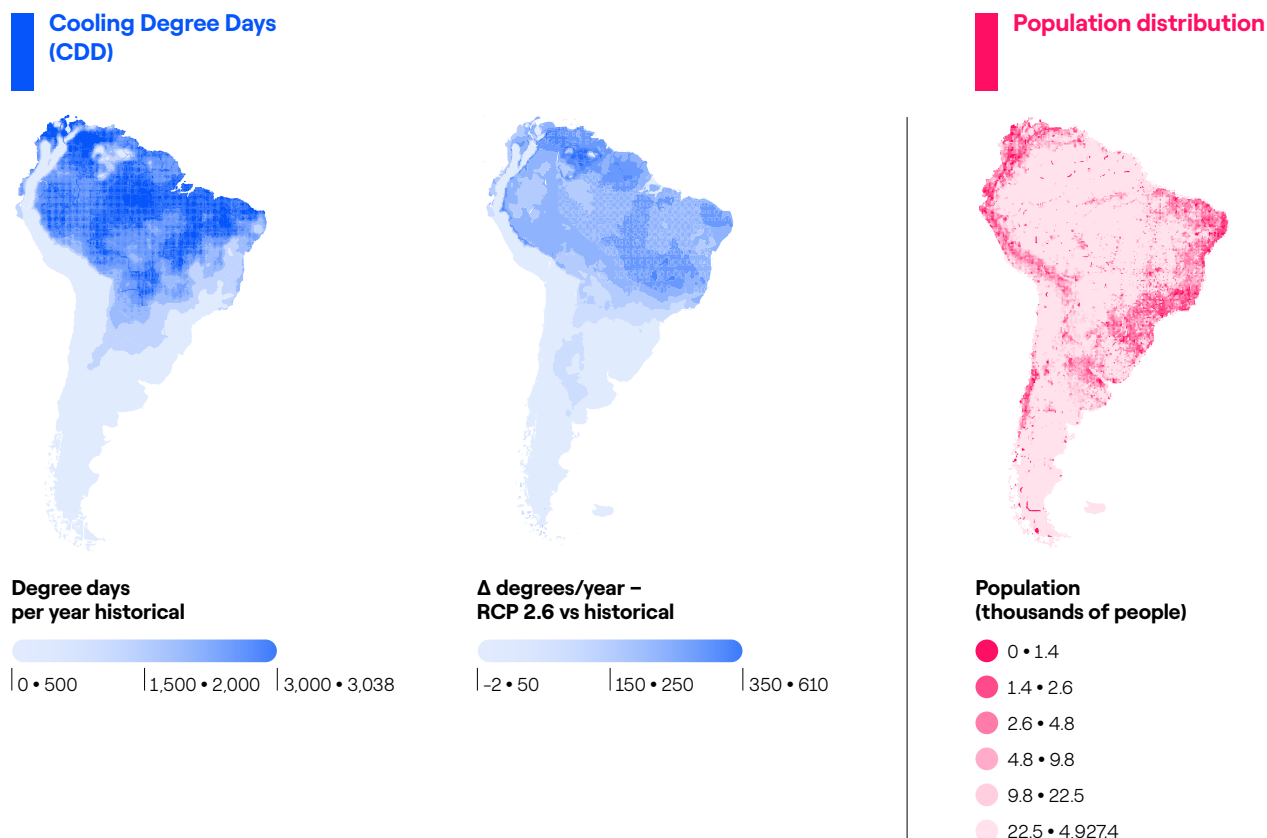 Cooling Degree Days
(CDD)
Population distribution
Degree days
per year historical
0 • 500
1,500 • 2,000
3,000 • 3,038
Δ degrees/year –
RCP 2.6 vs historical
-2 • 50
150 • 250
350 • 610
Population
(thousands of people)
0 • 1.4
1.4 • 2.6
2.6 • 4.8
4.8 • 9.8
9.8 • 22.5
22.5 • 4.927.4